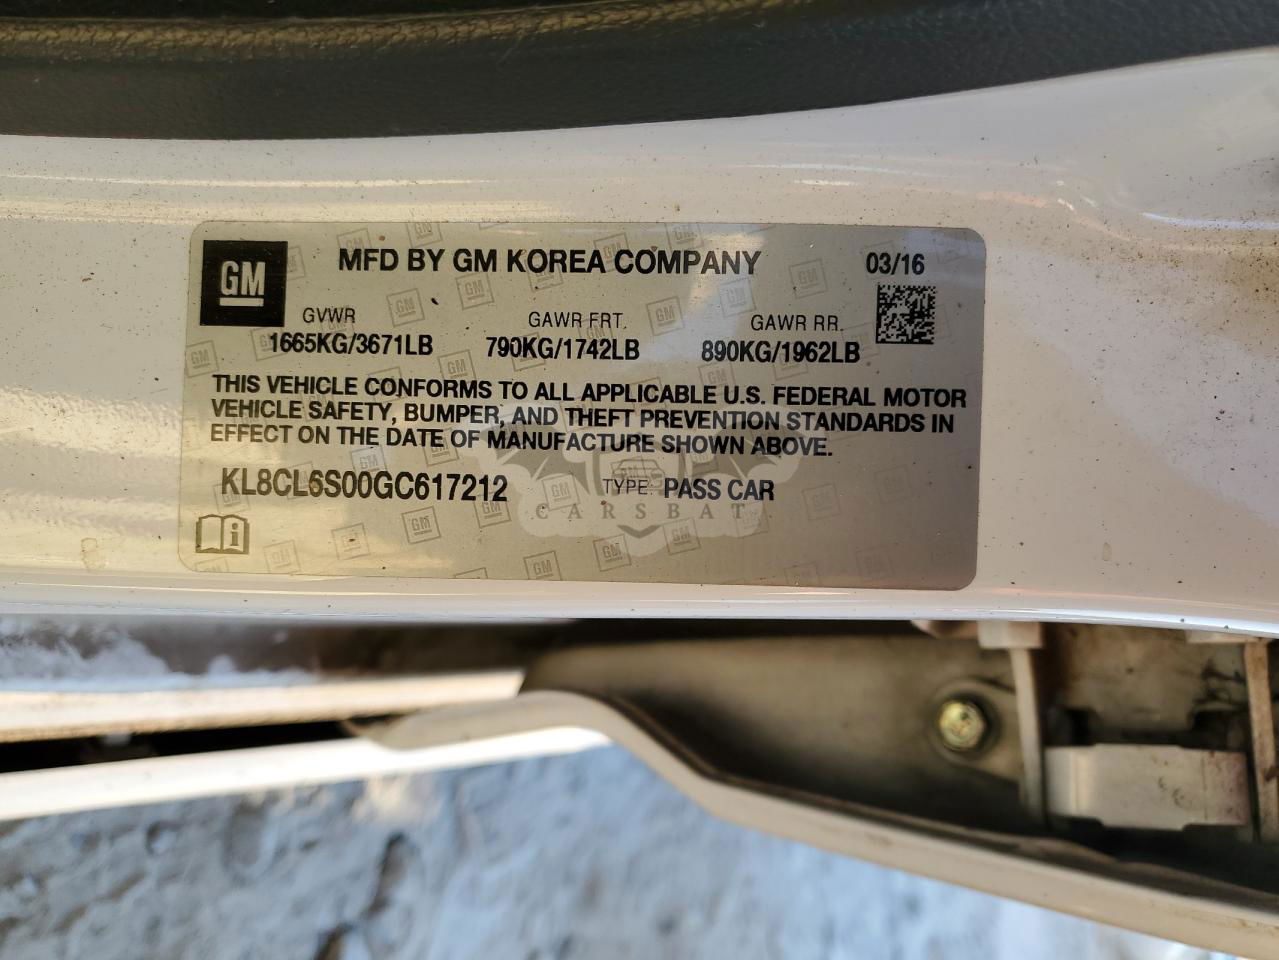 GM
MFD BY GM KOREA COMPANY
03/16
GVWR
1665KG/3671LB
GAWR FRT.
790KG/1742LB
GAWR RR.
890KG/1962LB
THIS VEHICLE CONFORMS TO ALL APPLICABLE U.S. FEDERAL MOTOR
VEHICLE SAFETY, BUMPER, AND THEFT PREVENTION STANDARDS IN
EFFECT ON THE DATE OF MANUFACTURE SHOWN ABOVE.
KL8CL6S00GC617212
TYPE: PASS CAR
CARSBAT